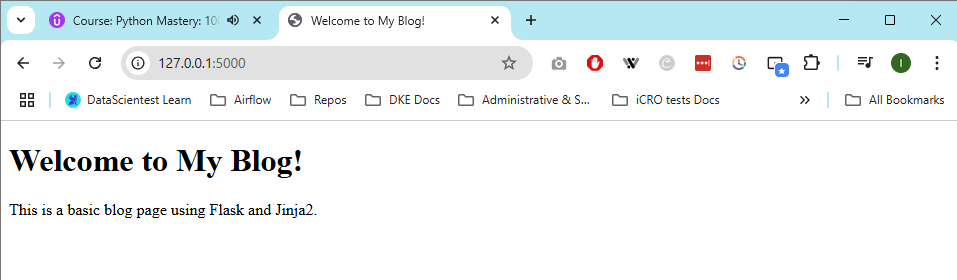 Course: Python Mastery: 100
Welcome to My Blog!
127.0.0.1:5000
I
DataScientest Learn
Airflow
Repos
DKE Docs
Administrative & S...
iCRO tests Docs
All Bookmarks
Welcome to My Blog!
This is a basic blog page using Flask and Jinja2.